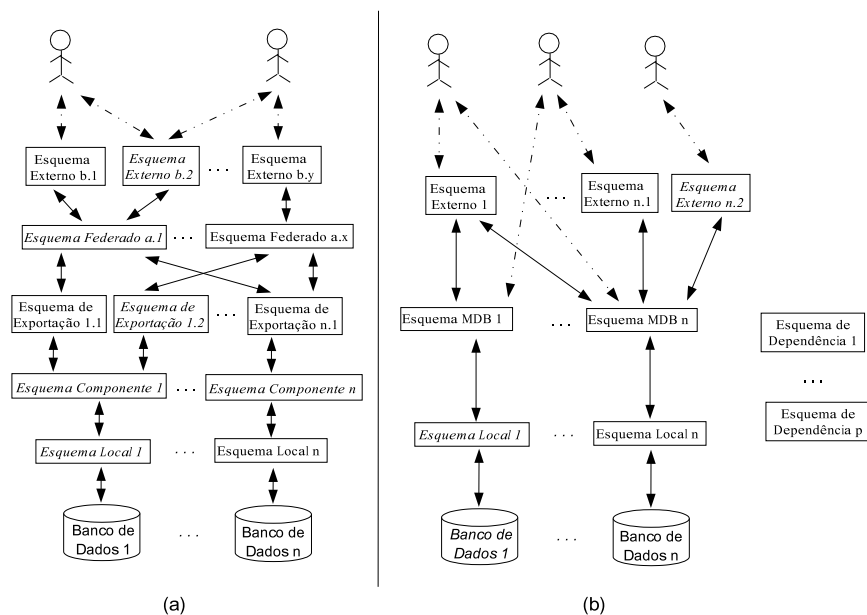 Esquema
Externo b.1
Esquema
Externo b.2
. . .
Esquema
Externo b.y
Esquema Federado a.1
. . .
Esquema Federado a.x
Esquema de
Exportação 1.1
Esquema de
Exportação 1.2
. . .
Esquema de
Exportação n.1
Esquema Componente 1
. . .
Esquema Componente n
Esquema Local 1
. . .
Esquema Local n
Banco de
Dados 1
. . .
Banco de
Dados n
(a)
Esquema
Externo 1
. . .
Esquema
Externo n.1
Esquema
Externo n.2
Esquema MDB 1
. . .
Esquema MDB n
Esquema de
Dependência 1
. . .
Esquema de
Dependência p
Esquema Local 1
. . .
Esquema Local n
Banco de
Dados 1
. . .
Banco de
Dados n
(b)